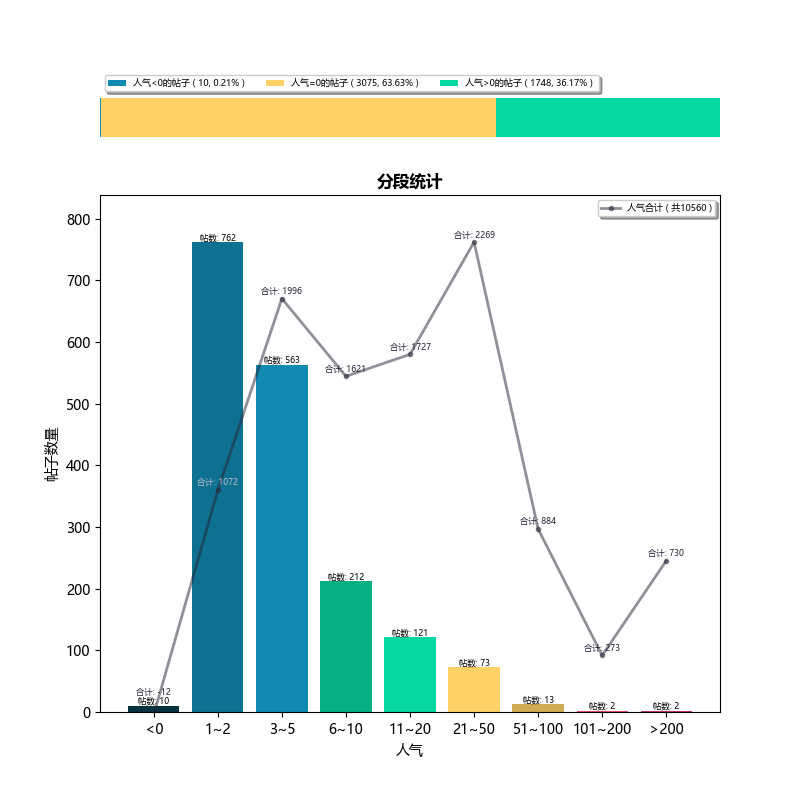 人气<0的帖子 ( 10, 0.21% ) 人气=0的帖子 ( 3075, 63.63% ) 人气>0的帖子 ( 1748, 36.17% )
分段统计
人气合计 ( 共10560 )
800
700
600
500
400
300
200
100
0
帖子数量
合计: -12
合计: 1072
合计: 1996
合计: 1621
合计: 1727
合计: 2269
合计: 884
合计: 273
合计: 730
帖数: 10
帖数: 762
帖数: 563
帖数: 212
帖数: 121
帖数: 73
帖数: 13
帖数: 2
帖数: 2
<0 1~2 3~5 6~10 11~20 21~50 51~100 101~200 >200
人气